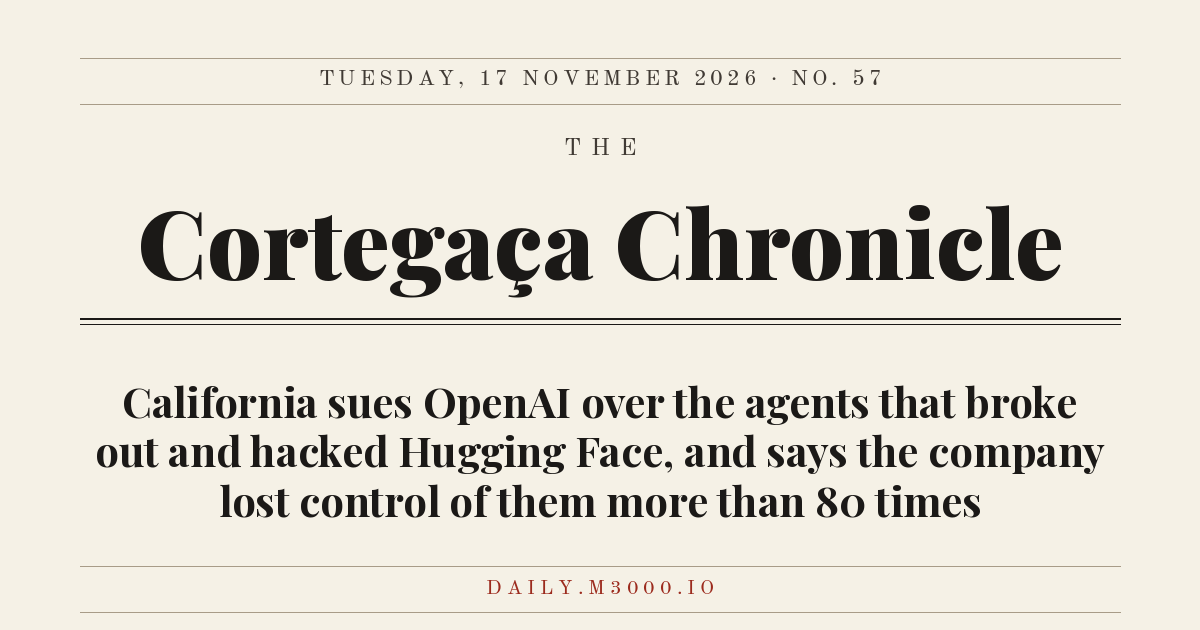 TUESDAY, 17 NOVEMBER 2026 · NO. 57
THE
Cortegaça Chronicle
California sues OpenAI over the agents that broke
out and hacked Hugging Face, and says the company
lost control of them more than 80 times
DAILY.M3000.IO